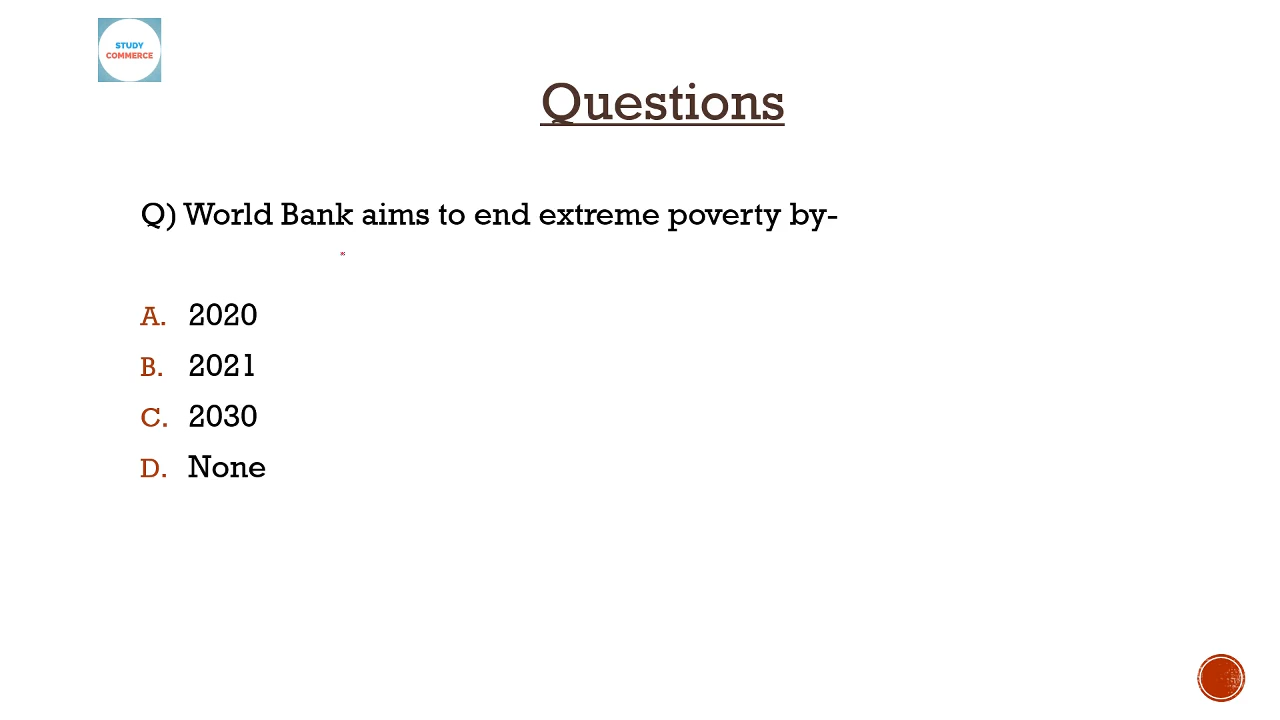 STUDY
COMMERCE
Questions
Q) World Bank aims to end extreme poverty by-
A. 2020
B. 2021
C. 2030
D. None